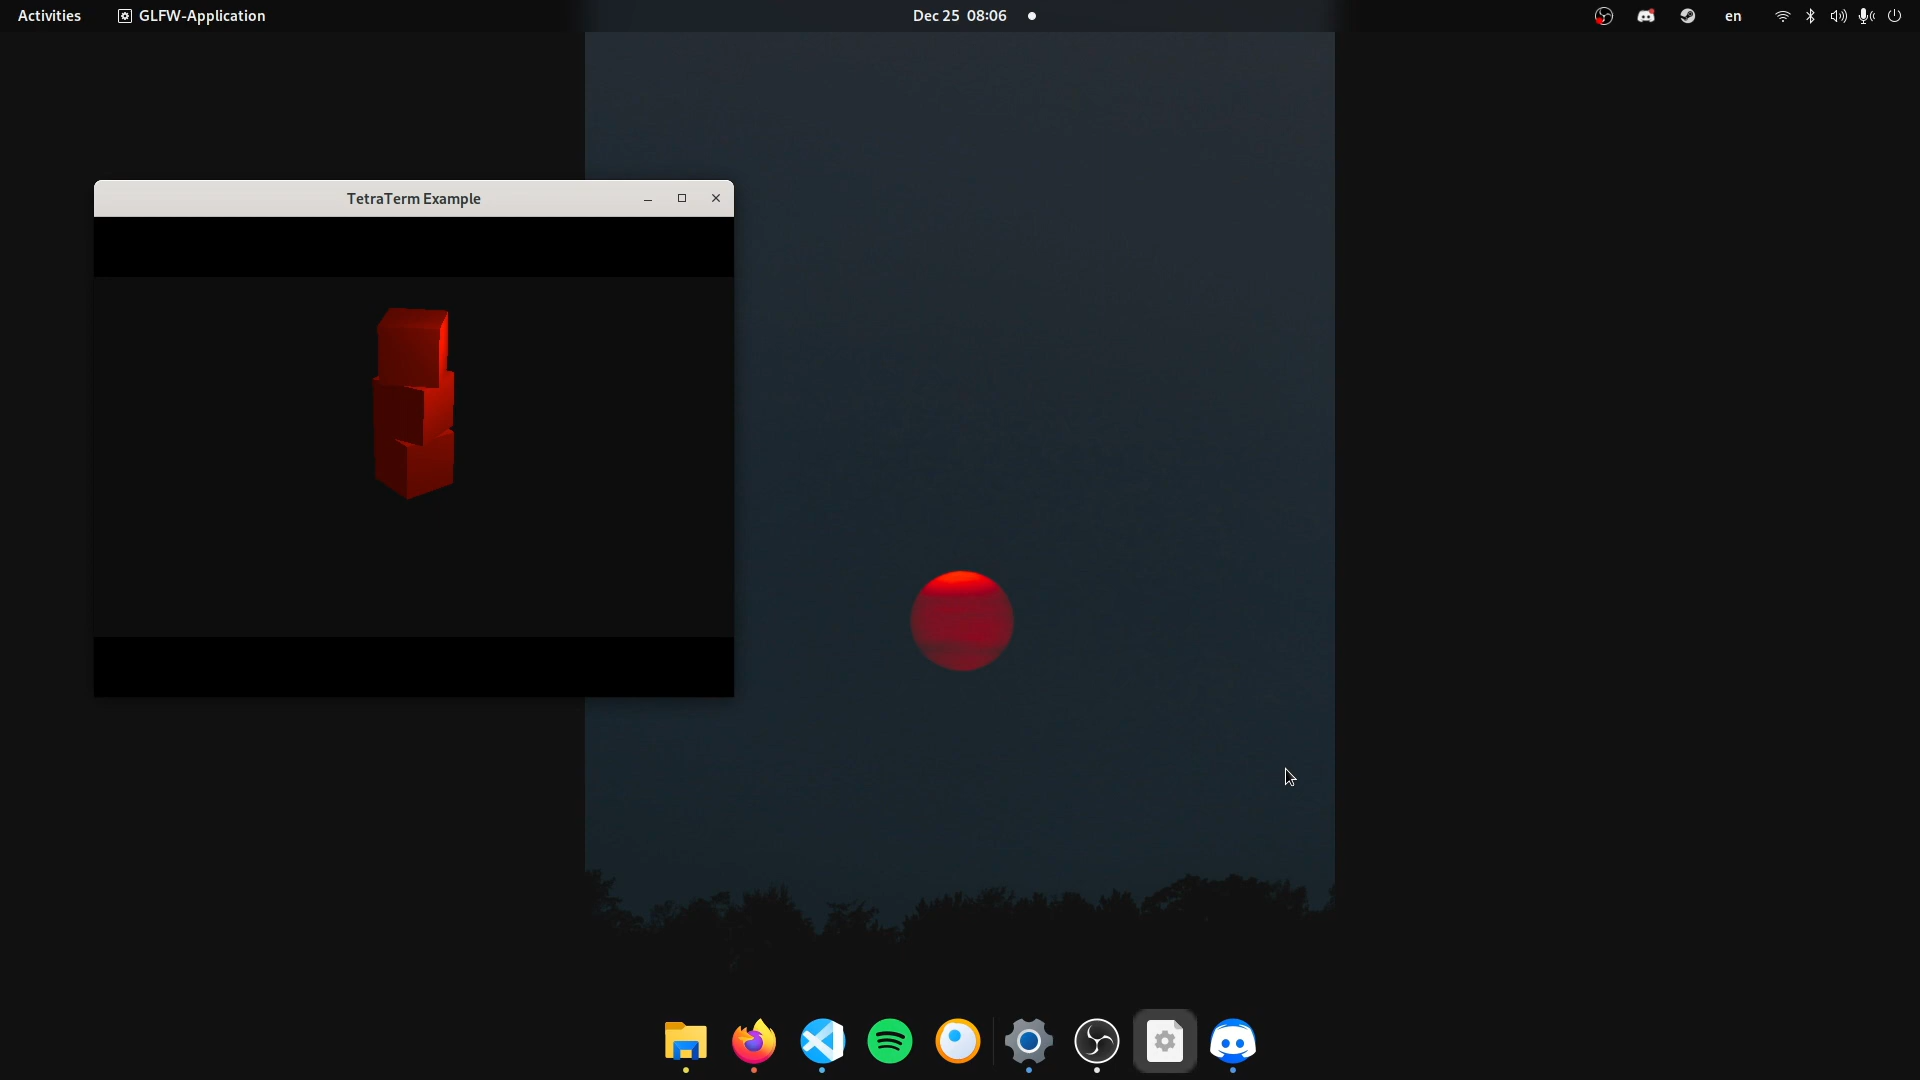 Activities
GLFW-Application
Dec 25 08:06
en
TetraTerm Example